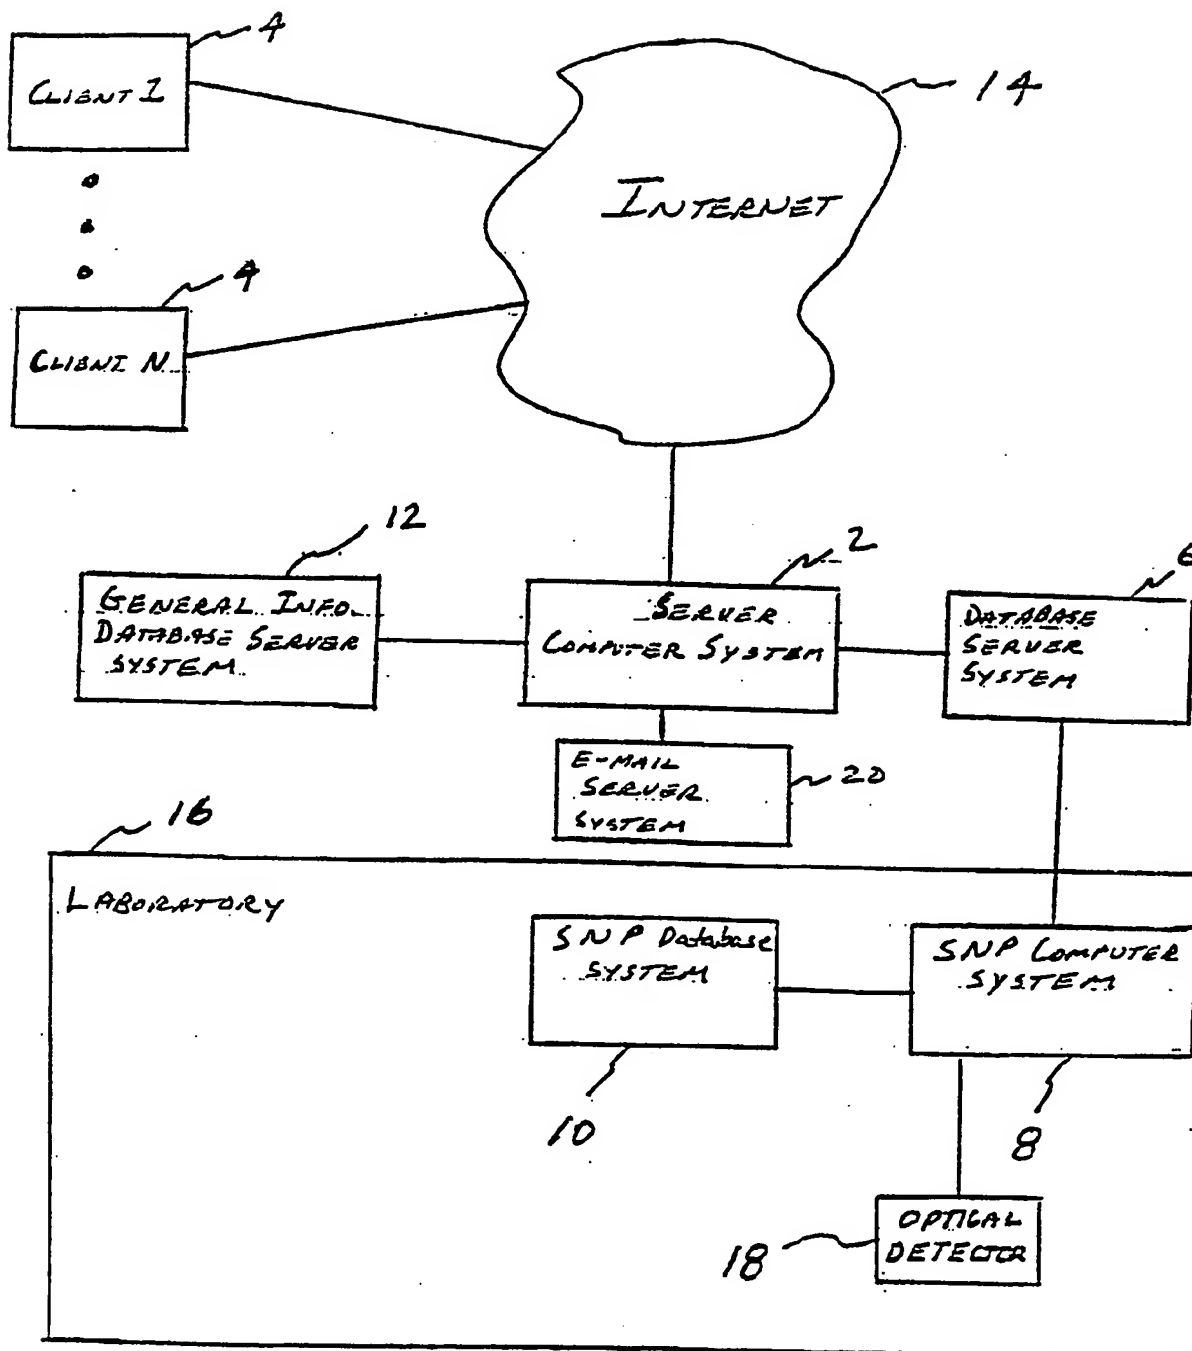 4
CLIENT 1
14
INTERNET
4
CLIENT N
12
2
6
GENERAL INFO.
DATABASE SERVER
SYSTEM
SERVER
COMPUTER SYSTEM
DATABASE
SERVER
SYSTEM
E-MAIL
SERVER
SYSTEM
20
16
LABORATORY
SNP Database
SYSTEM
SNP COMPUTER
SYSTEM
10
8
OPTICAL
DETECTOR
18